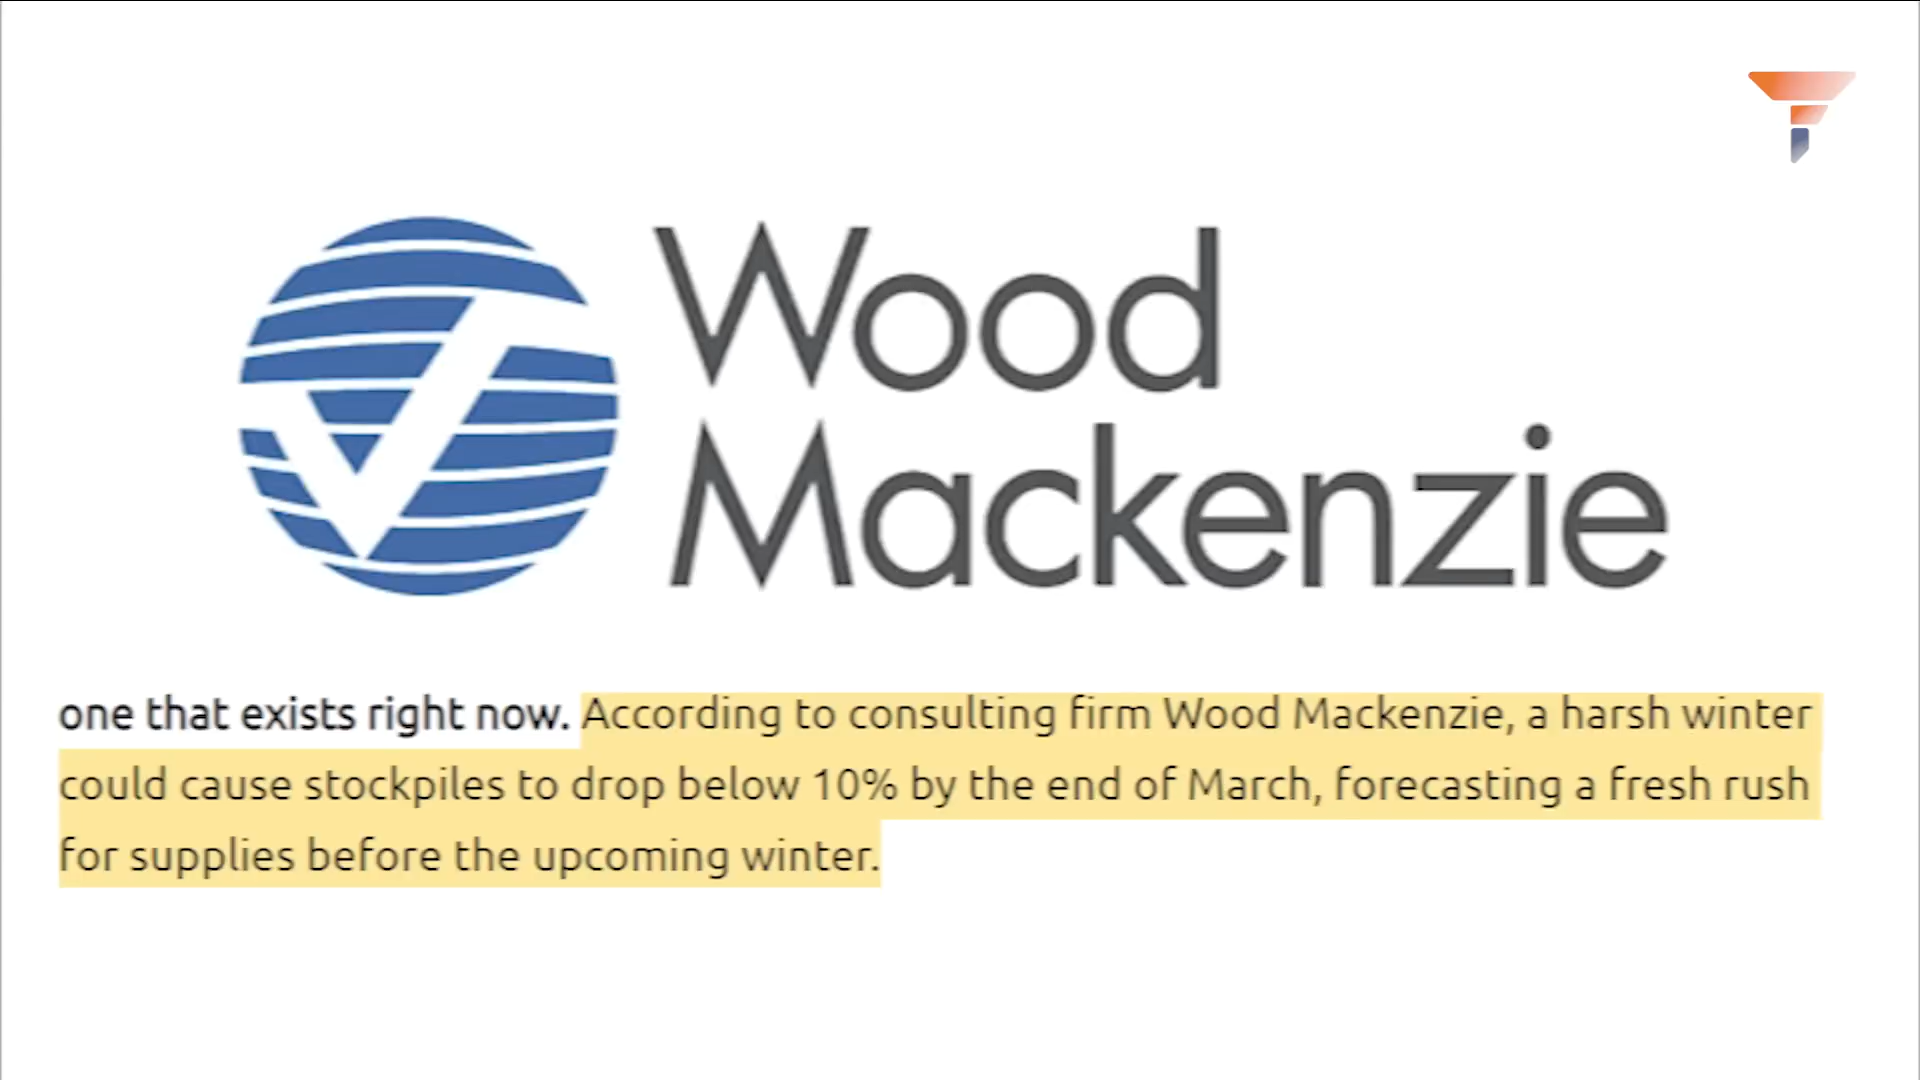 Wood
Mackenzie
one that exists right now. According to consulting firm Wood Mackenzie, a harsh winter
could cause stockpiles to drop below 10% by the end of March, forecasting a fresh rush
for supplies before the upcoming winter.